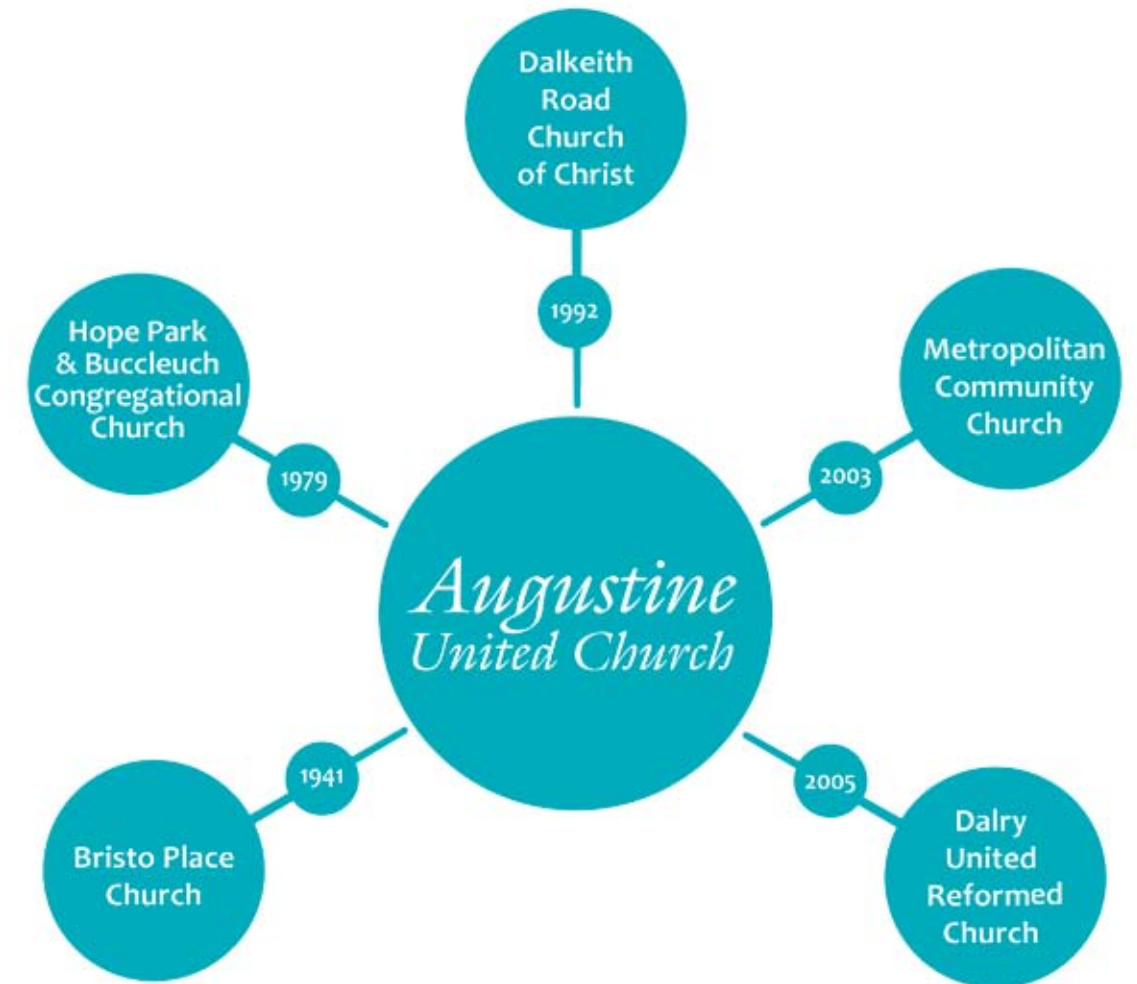 Dalkeith
Road
Church
of Christ
1992
Hope Park
& Buccleuch
Congregational
Church
1979
Metropolitan
Community
Church
2003
Augustine
United Church
1941
Bristo Place
Church
2005
Dalry
United
Reformed
Church